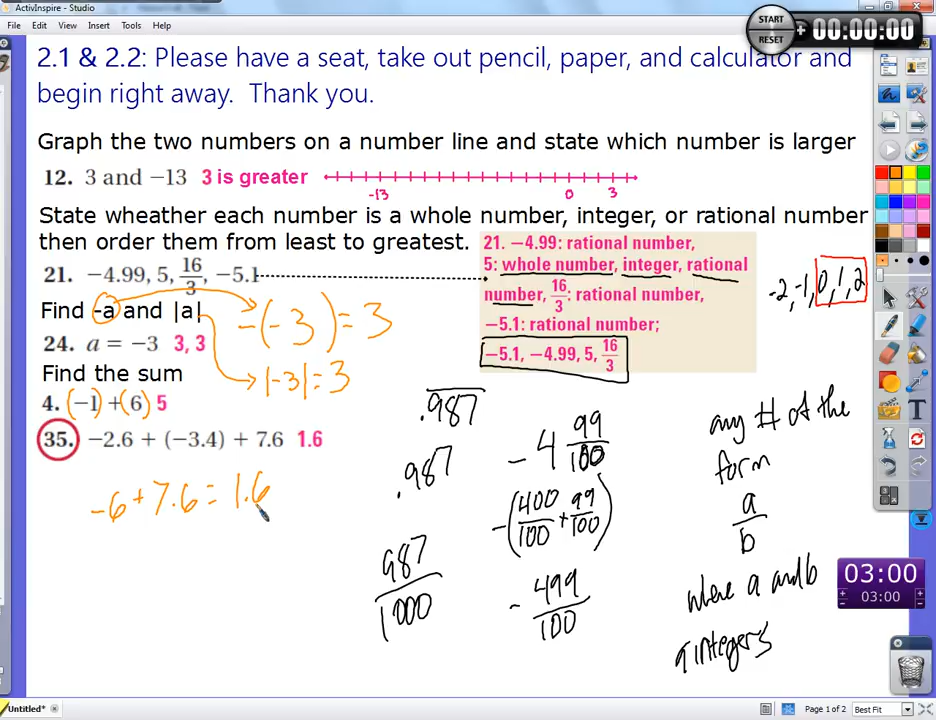 ActivInspire - Studio
File Edit View Insert Tools Help
START
RESET
00:00:00
2.1 & 2.2: Please have a seat, take out pencil, paper, and calculator and
begin right away. Thank you.
Graph the two numbers on a number line and state which number is larger
12. 3 and −13 3 is greater
-13 0 3
State wheather each number is a whole number, integer, or rational number
then order them from least to greatest.
21. −4.99, 5, 16/3, −5.1
21. −4.99: rational number,
5: whole number, integer, rational
number, 16/3: rational number,
−5.1: rational number;
−5.1, −4.99, 5, 16/3
-2, -1, 0, 1, 2
Find -a and |a|
-(-3) = 3
24. a = −3 3, 3
|-3| = 3
Find the sum
4. (−1) + (6) 5
35. −2.6 + (−3.4) + 7.6 1.6
-6 + 7.6 = 1.6
.987
.987
987/1000
- 4 99/100
-(400/100 + 99/100)
- 499/100
any # of the
form
a
b
where a and b
integers
03:00
03:00
Untitled*
Page 1 of 2
Best Fit